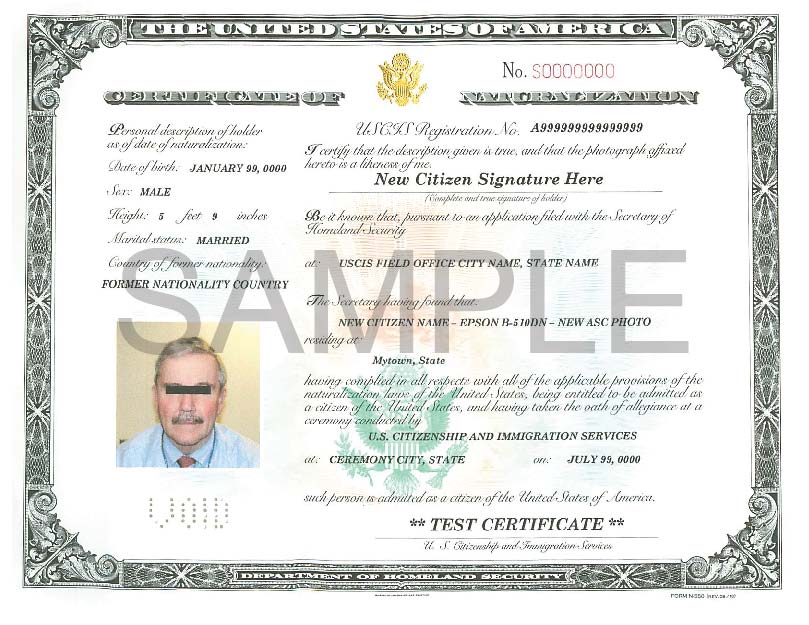 THE UNITED STATES OF AMERICA
No. S0000000
CERTIFICATE OF NATURALIZATION
Personal description of holder
as of date of naturalization:
Date of birth: JANUARY 99, 0000
Sex: MALE
Height: 5 feet 9 inches
Marital status: MARRIED
Country of former nationality:
FORMER NATIONALITY COUNTRY
USCIS Registration No. A999999999999999
I certify that the description given is true, and that the photograph affixed
hereto is a likeness of me.
New Citizen Signature Here
(Complete and true signature of holder)
Be it known that, pursuant to an application filed with the Secretary of
Homeland Security
at: USCIS FIELD OFFICE CITY NAME, STATE NAME
The Secretary having found that:
NEW CITIZEN NAME – EPSON B-510DN – NEW ASC PHOTO
residing at:
Mytown, State
having complied in all respects with all of the applicable provisions of the
naturalization laws of the United States, being entitled to be admitted as
a citizen of the United States, and having taken the oath of allegiance at a
ceremony conducted by
U.S. CITIZENSHIP AND IMMIGRATION SERVICES
at: CEREMONY CITY, STATE on: JULY 99, 0000
such person is admitted as a citizen of the United States of America.
** TEST CERTIFICATE **
U. S. Citizenship and Immigration Services
SAMPLE
VOID
DEPARTMENT OF HOMELAND SECURITY
FORM N-550